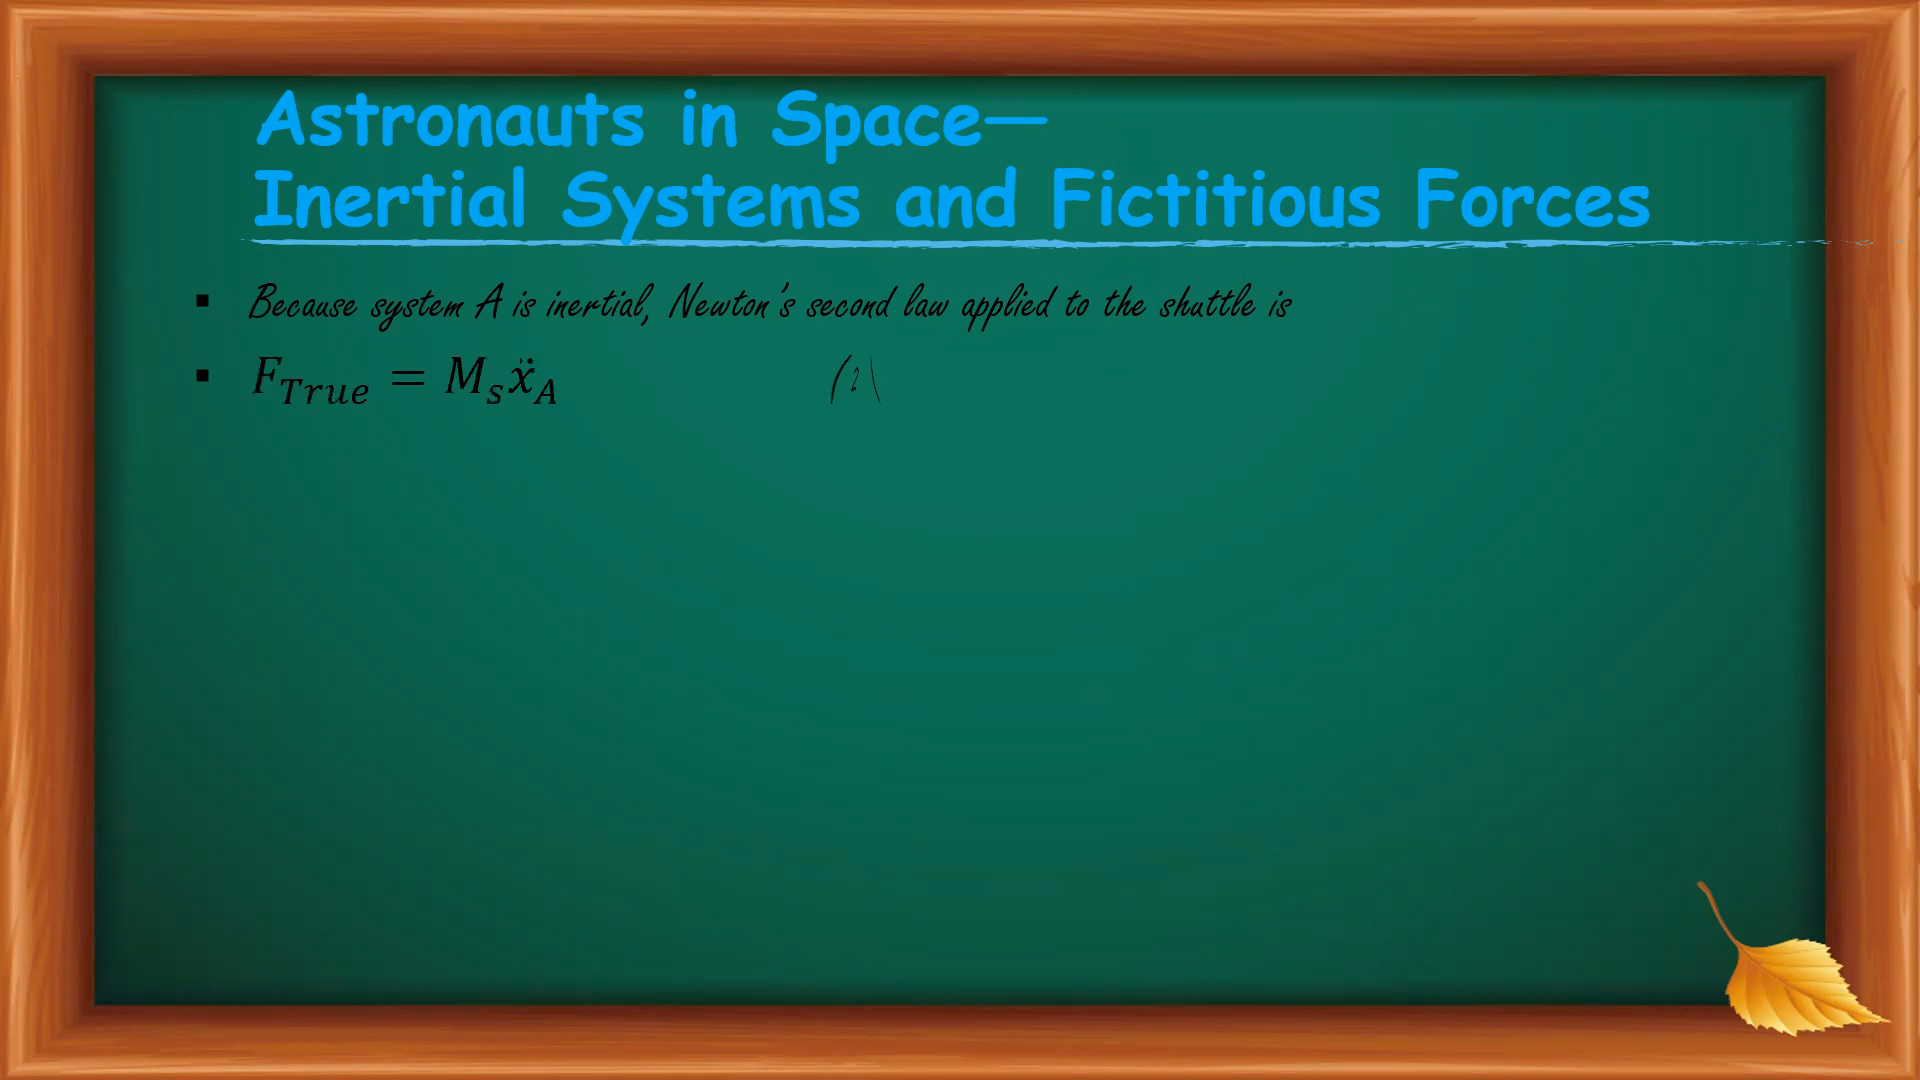 Astronauts in Space—
Inertial Systems and Fictitious Forces
▪ Because system A is inertial, Newton's second law applied to the shuttle is
▪ F_True = M_s ẍ_A